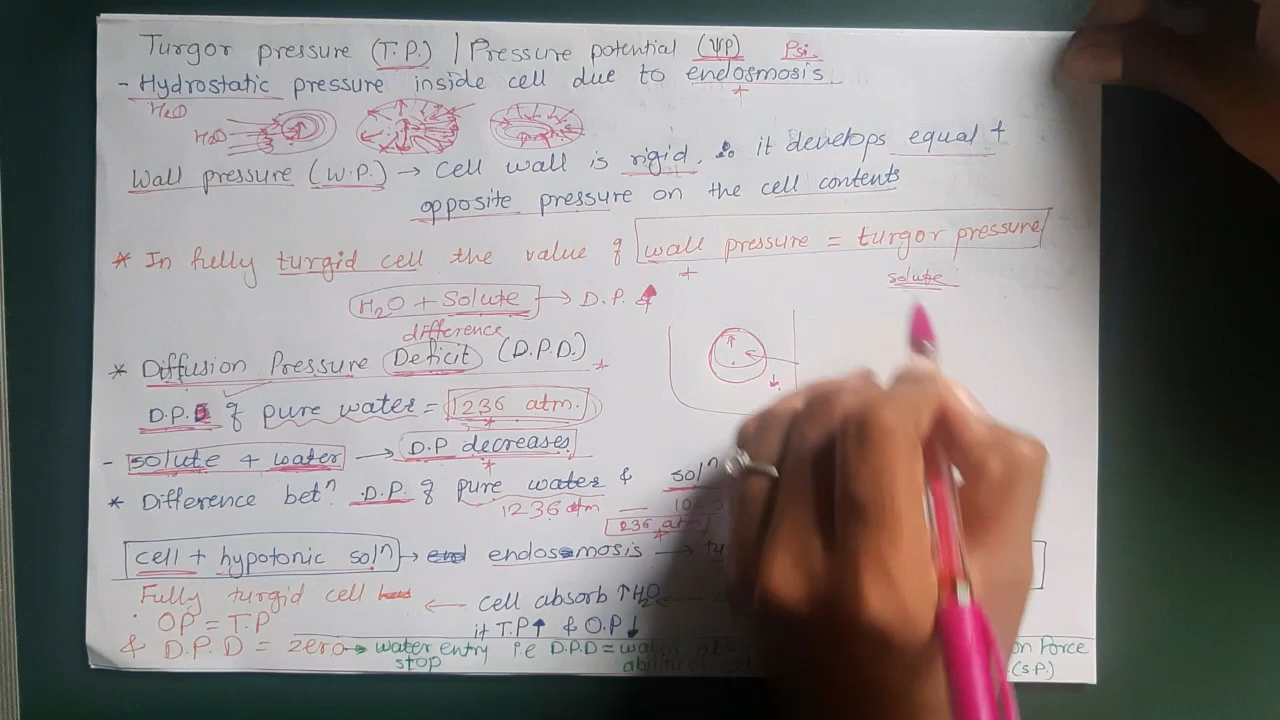 Turgor pressure (T.P.) | Pressure potential (ΨP) Psi.
- Hydrostatic pressure inside cell due to endosmosis
H₂O
H₂O
Wall pressure (W.P.) → Cell wall is rigid, ∴ it develops equal +
opposite pressure on the cell contents
* In fully turgid cell the value of wall pressure = turgor pressure
solute
H₂O + Solute → D.P. ↑
difference
* Diffusion Pressure Deficit (D.P.D.)
D.P. of pure water = 1236 atm.
- solute + water → D.P decreases
* Difference betⁿ D.P. of pure water & solⁿ
1236 atm —
236 atm
cell + hypotonic solⁿ → endosmosis →
Fully turgid cell ← cell absorb ↑H₂O ←
OP = T.P it T.P↑ & O.P↓
& D.P.D = zero → water entry i.e D.P.D = Force
stop (S.P.)